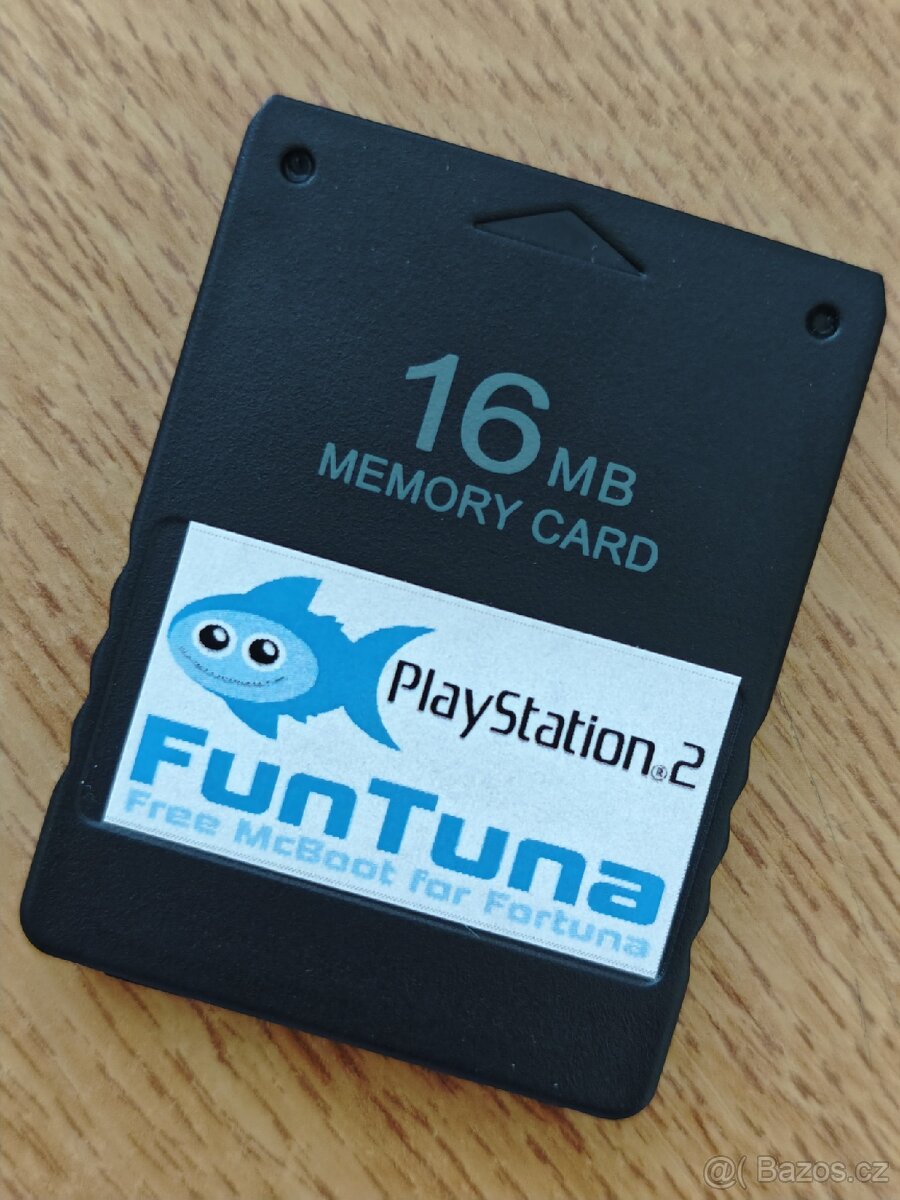 16 MB
MEMORY CARD
PlayStation®2
FunTuna
Free McBoot for Fortuna
@( Bazos.cz